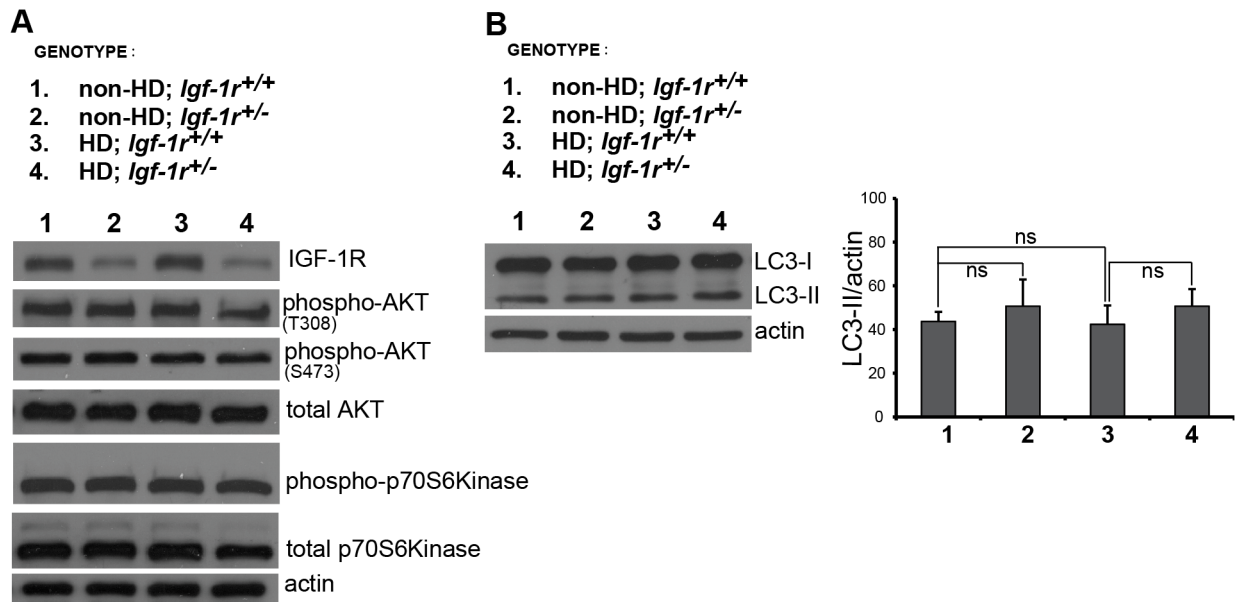 A
GENOTYPE :
1. non-HD; Igf-1r+/+
2. non-HD; Igf-1r+/-
3. HD; Igf-1r+/+
4. HD; Igf-1r+/-
1 2 3 4
IGF-1R
phospho-AKT
(T308)
phospho-AKT
(S473)
total AKT
phospho-p70S6Kinase
total p70S6Kinase
actin
B
GENOTYPE :
1. non-HD; Igf-1r+/+
2. non-HD; Igf-1r+/-
3. HD; Igf-1r+/+
4. HD; Igf-1r+/-
1 2 3 4
LC3-I
LC3-II
actin
LC3-II/actin
100
80
60
40
20
0
ns
ns
ns
1 2 3 4